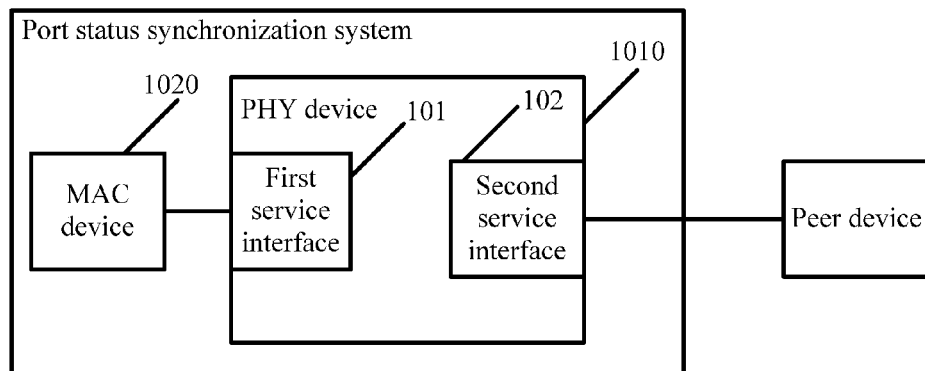 Port status synchronization system
1020
1010
PHY device
101
102
MAC
device
First
service
interface
Second
service
interface
Peer device